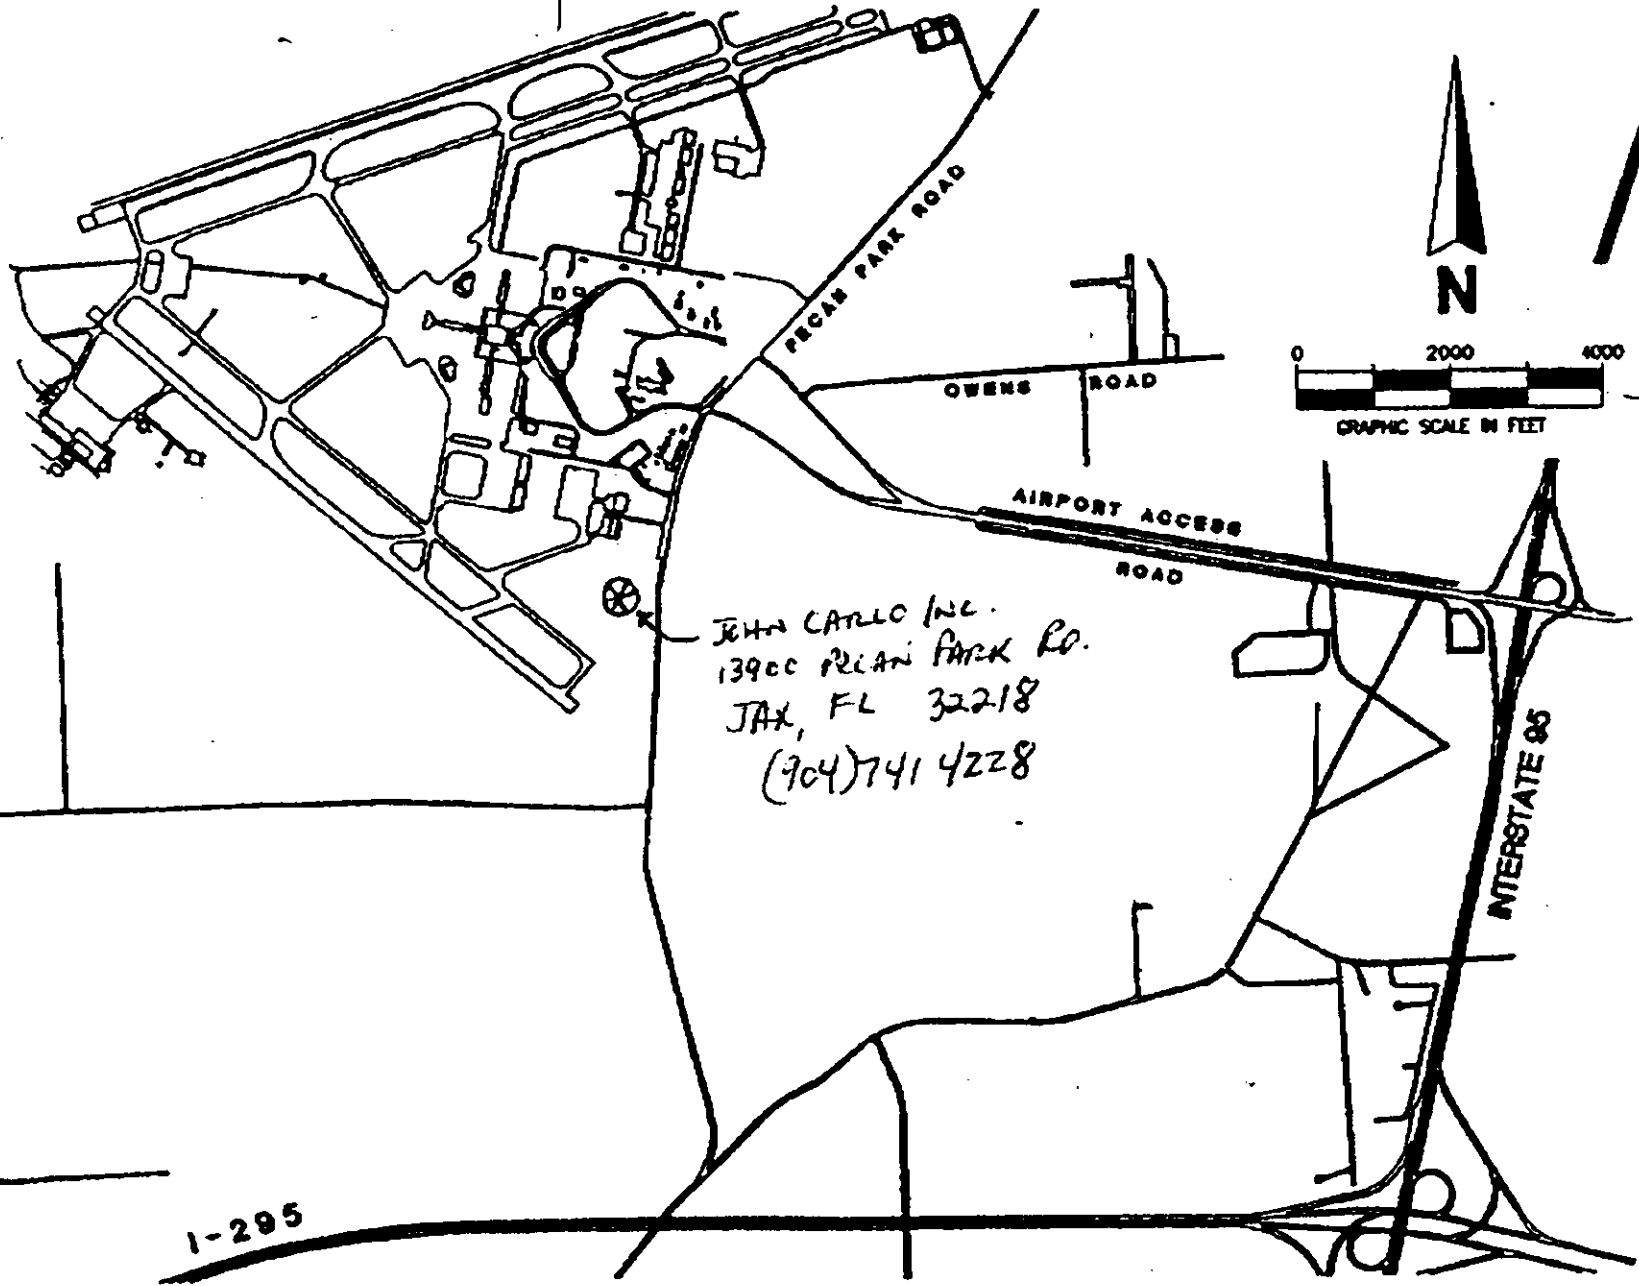 PECAN PARK ROAD
N
0 2000 4000
GRAPHIC SCALE IN FEET
OWENS ROAD
AIRPORT ACCESS
ROAD
JOHN CARLO INC.
13900 PECAN PARK RD.
JAX, FL 32218
(904)741 4228
INTERSTATE 95
I-295